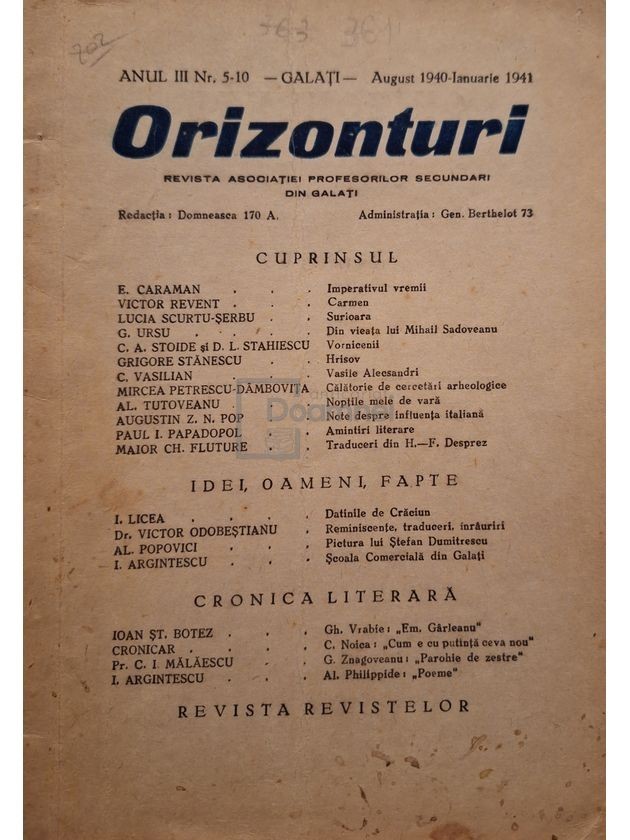 702
763 361
ANUL III Nr. 5-10 —GALAȚI— August 1940-Ianuarie 1941
Orizonturi
REVISTA ASOCIAȚIEI PROFESORILOR SECUNDARI
DIN GALAȚI
Redacția : Domneasca 170 A. Administrația : Gen. Berthelot 73
CUPRINSUL
E. CARAMAN . . . Imperativul vremii
VICTOR REVENT . . . Carmen
LUCIA SCURTU-ȘERBU . . Surioara
G. URSU . . . . . Din vieața lui Mihail Sadoveanu
C. A. STOIDE și D. L. STAHIESCU Vornicenii
GRIGORE STĂNESCU . . Hrisov
C. VASILIAN . . . . Vasile Alecsandri
MIRCEA PETRESCU-DÂMBOVIȚA Călătorie de cercetări arheologice
AL. TUTOVEANU . . . Nopțile mele de vară
AUGUSTIN Z. N. POP . . Note despre influența italiană
PAUL I. PAPADOPOL . . Amintiri literare
MAIOR CH. FLUTURE . . Traduceri din H.—F. Desprez
IDEI, OAMENI, FAPTE
I. LICEA . . . . Datinile de Crăciun
Dr. VICTOR ODOBEȘTIANU . Reminiscențe, traduceri, înrâuriri
AL. POPOVICI . . . Pictura lui Ștefan Dumitrescu
I. ARGINTESCU . . . Școala Comercială din Galați
CRONICA LITERARĂ
IOAN ȘT. BOTEZ . . . Gh. Vrabie : „Em. Gârleanu"
CRONICAR . . . . C. Noica : „Cum e cu putință ceva nou"
Pr. C. I. MĂLĂESCU . . G. Znagoveanu : „Parohie de zestre"
I. ARGINTESCU . . . Al. Philippide : „Poeme"
REVISTA REVISTELOR